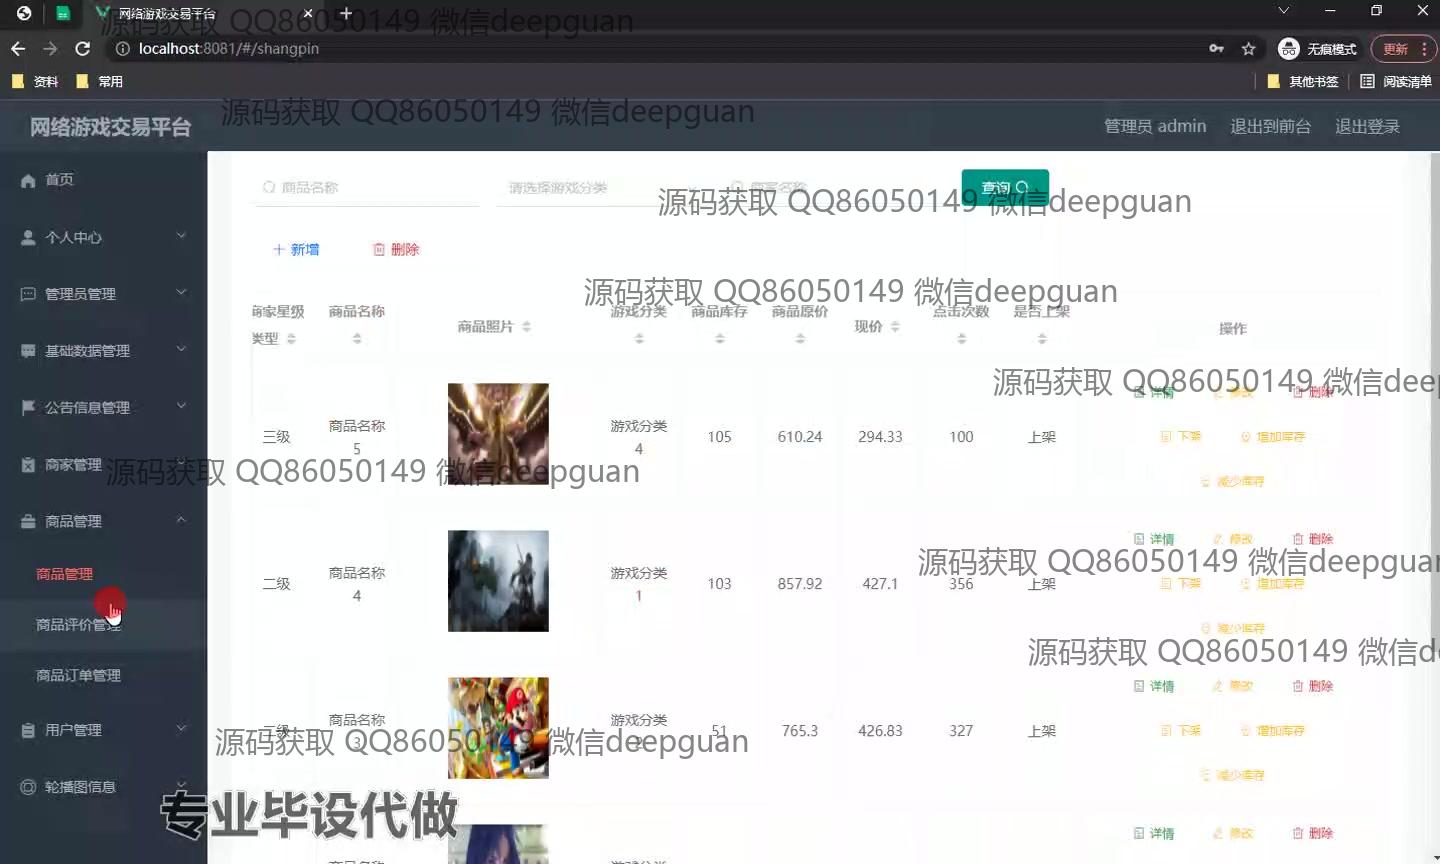 网络游戏交易平台
源码获取 QQ86050149 微信deepguan
localhost:8081/#/shangpin
无痕模式
更新
资料
常用
其他书签
阅读清单
源码获取 QQ86050149 微信deepguan
网络游戏交易平台
管理员 admin
退出到前台
退出登录
首页
个人中心
管理员管理
基础数据管理
公告信息管理
商家管理
商品管理
商品管理
商品评价管理
商品订单管理
用户管理
轮播图信息
商品名称
请选择游戏分类
商家名称
查询
源码获取 QQ86050149 微信deepguan
新增
删除
源码获取 QQ86050149 微信deepguan
商家星级类型
商品名称
商品照片
游戏分类
商品库存
商品原价
现价
点击次数
是否上架
操作
源码获取 QQ86050149 微信deep
三级
商品名称5
游戏分类4
105
610.24
294.33
100
上架
详情
修改
删除
下架
增加库存
减少库存
源码获取 QQ86050149 微信deepguan
二级
商品名称4
游戏分类1
103
857.92
427.1
356
上架
详情
修改
删除
下架
增加库存
减少库存
源码获取 QQ86050149 微信deepguan
源码获取 QQ86050149 微信d
二级
商品名称3
游戏分类2
51
765.3
426.83
327
上架
详情
修改
删除
下架
增加库存
减少库存
源码获取 QQ86050149 微信deepguan
专业毕设代做
商品名称
游戏分类
详情
修改
删除